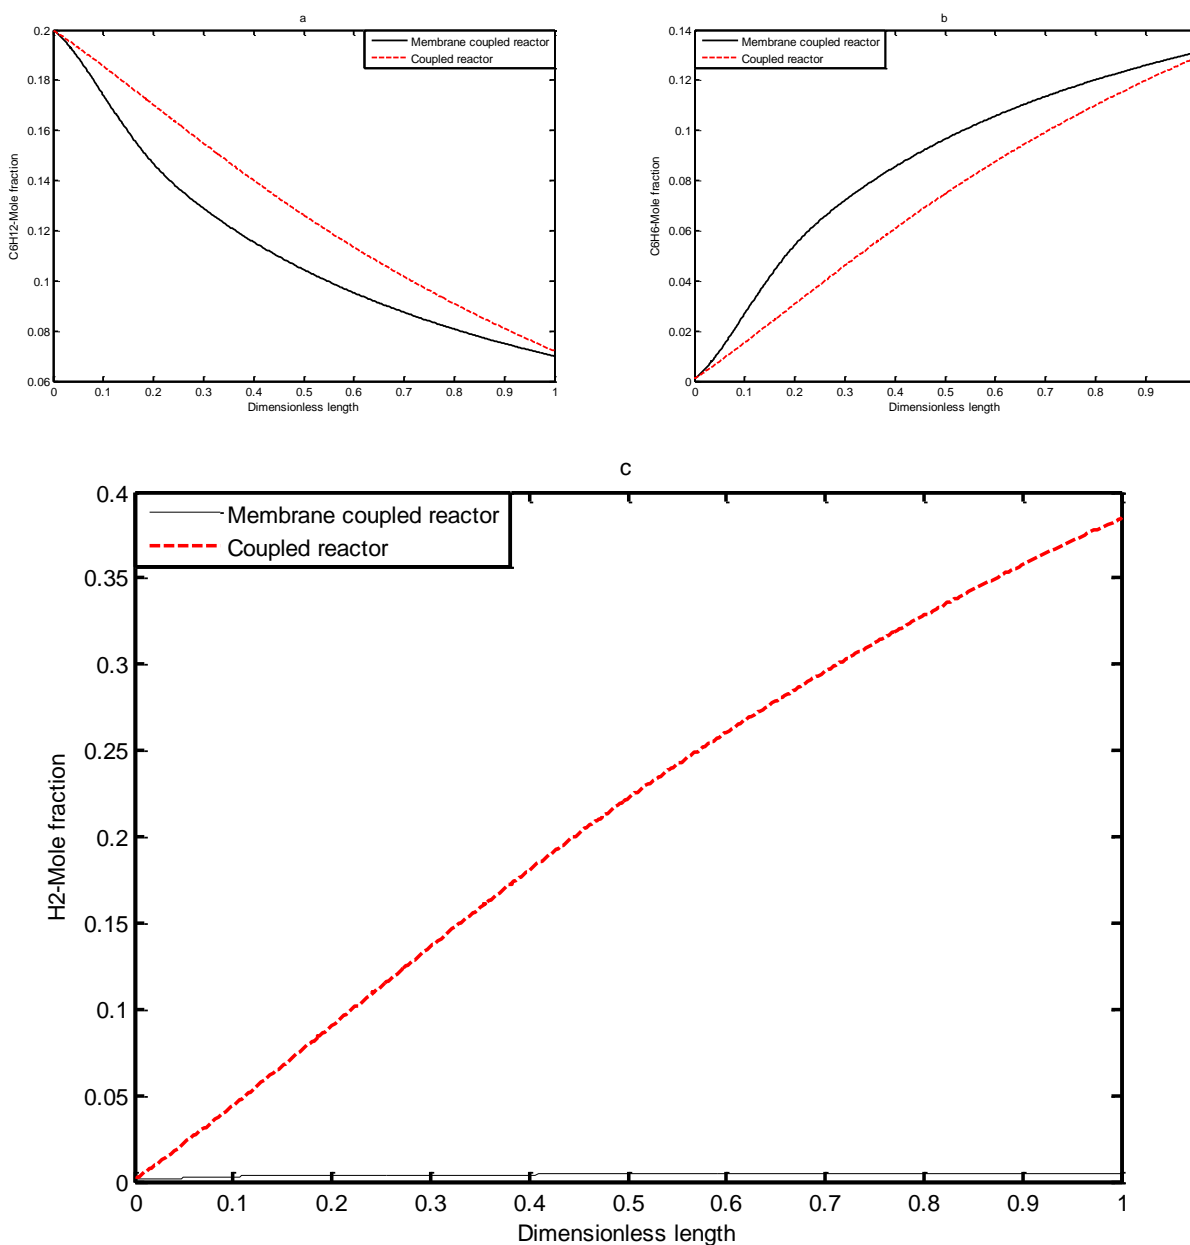 a
Membrane coupled reactor
Coupled reactor
C6H12-Mole fraction
0.2
0.18
0.16
0.14
0.12
0.1
0.08
0.06
0 0.1 0.2 0.3 0.4 0.5 0.6 0.7 0.8 0.9 1
Dimensionless length
b
Membrane coupled reactor
Coupled reactor
C6H6-Mole fraction
0.14
0.12
0.1
0.08
0.06
0.04
0.02
0
0 0.1 0.2 0.3 0.4 0.5 0.6 0.7 0.8 0.9
Dimensionless length
c
Membrane coupled reactor
Coupled reactor
H2-Mole fraction
0.4
0.35
0.3
0.25
0.2
0.15
0.1
0.05
0
0 0.1 0.2 0.3 0.4 0.5 0.6 0.7 0.8 0.9 1
Dimensionless length